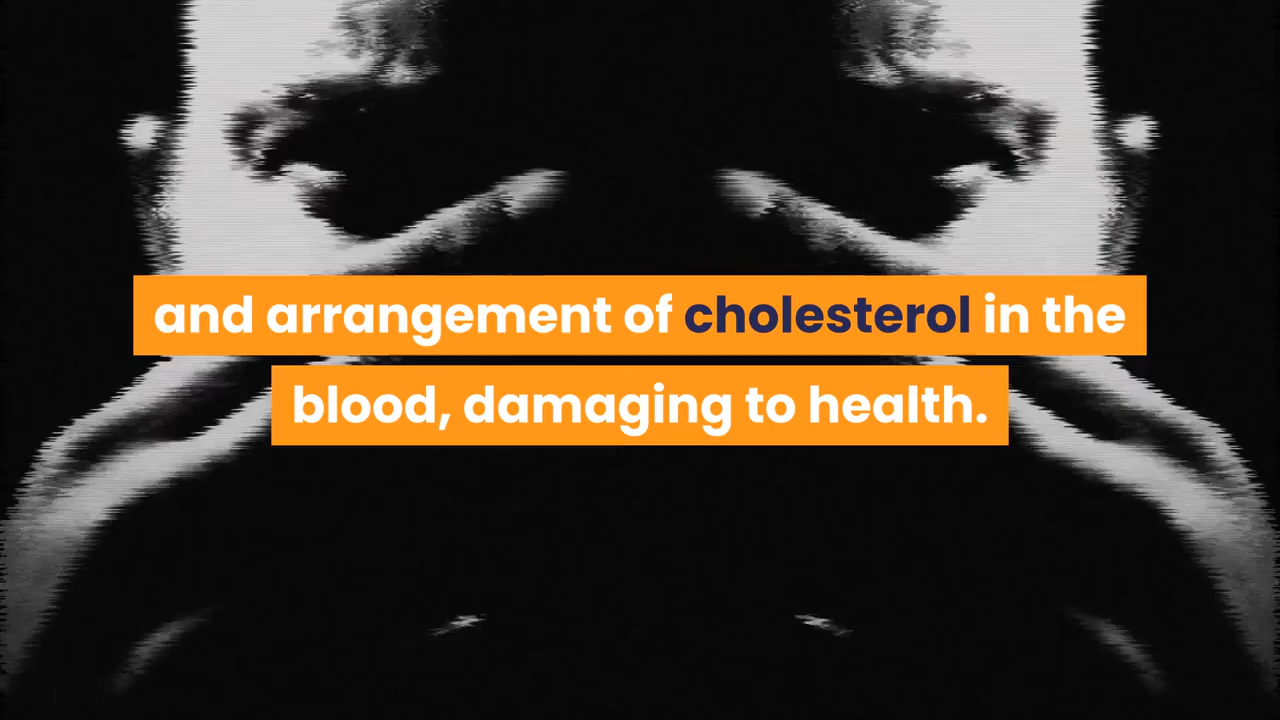 and arrangement of cholesterol in the
blood, damaging to health.